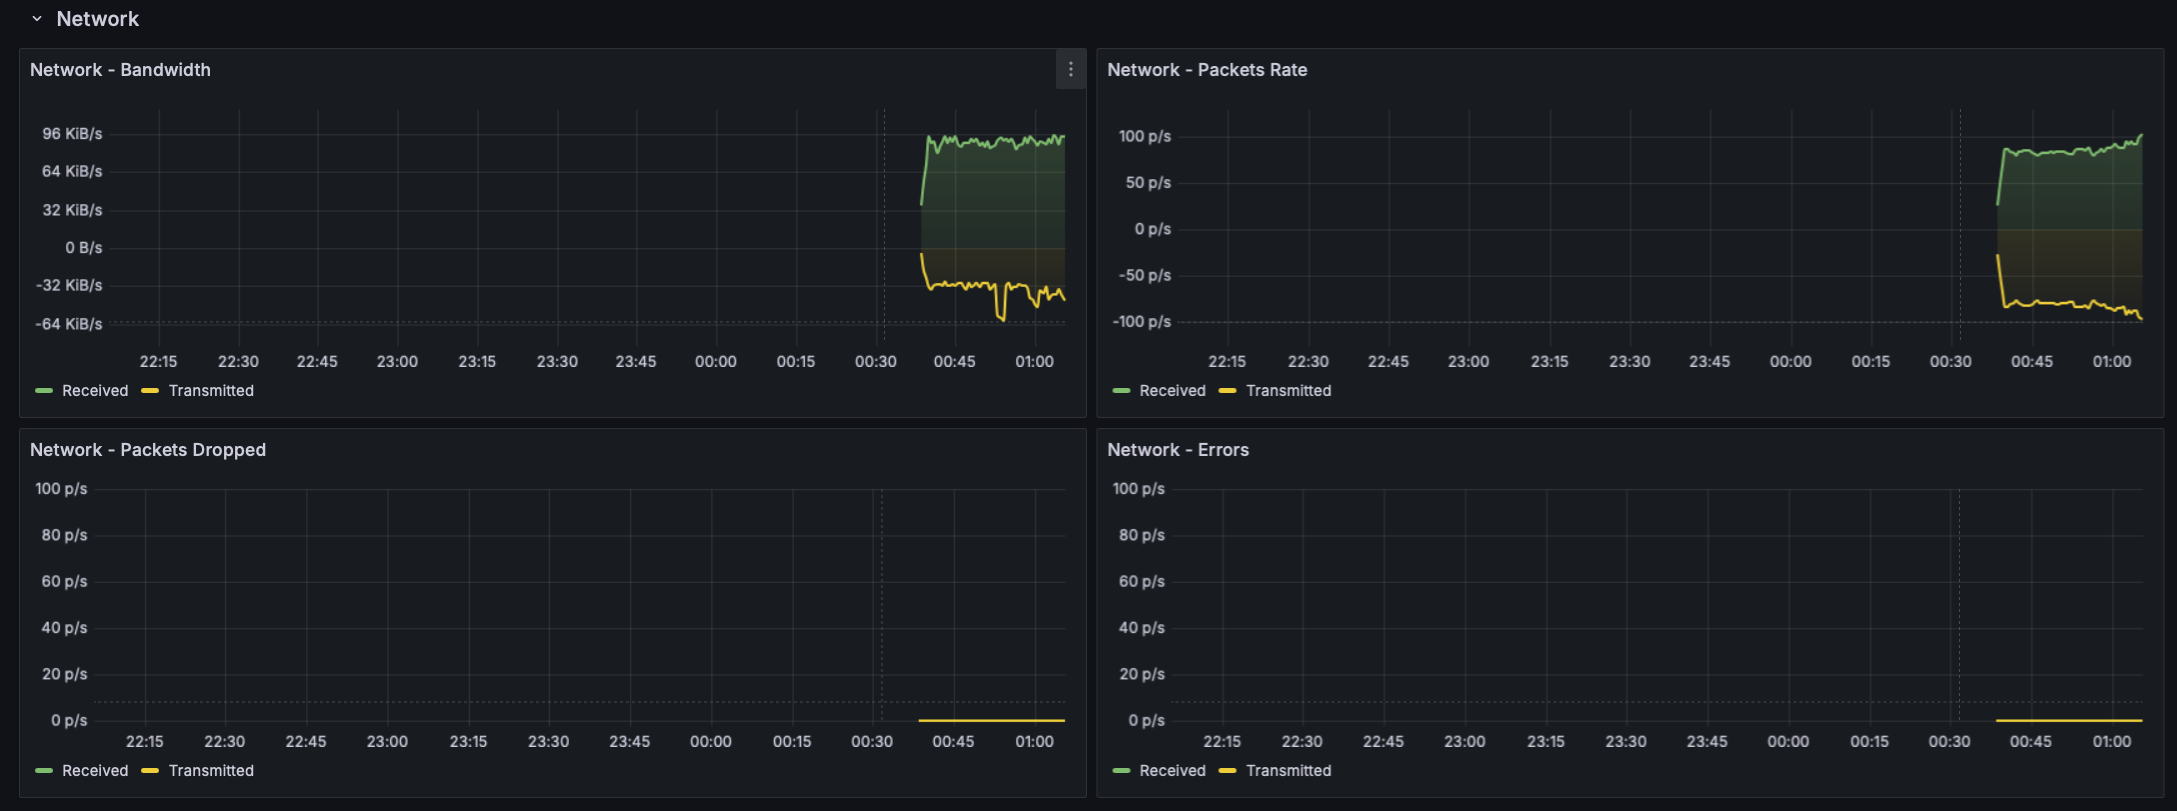 Network
Network - Bandwidth
96 KiB/s
64 KiB/s
32 KiB/s
0 B/s
-32 KiB/s
-64 KiB/s
22:15 22:30 22:45 23:00 23:15 23:30 23:45 00:00 00:15 00:30 00:45 01:00
Received Transmitted
Network - Packets Rate
100 p/s
50 p/s
0 p/s
-50 p/s
-100 p/s
22:15 22:30 22:45 23:00 23:15 23:30 23:45 00:00 00:15 00:30 00:45 01:00
Received Transmitted
Network - Packets Dropped
100 p/s
80 p/s
60 p/s
40 p/s
20 p/s
0 p/s
22:15 22:30 22:45 23:00 23:15 23:30 23:45 00:00 00:15 00:30 00:45 01:00
Received Transmitted
Network - Errors
100 p/s
80 p/s
60 p/s
40 p/s
20 p/s
0 p/s
22:15 22:30 22:45 23:00 23:15 23:30 23:45 00:00 00:15 00:30 00:45 01:00
Received Transmitted